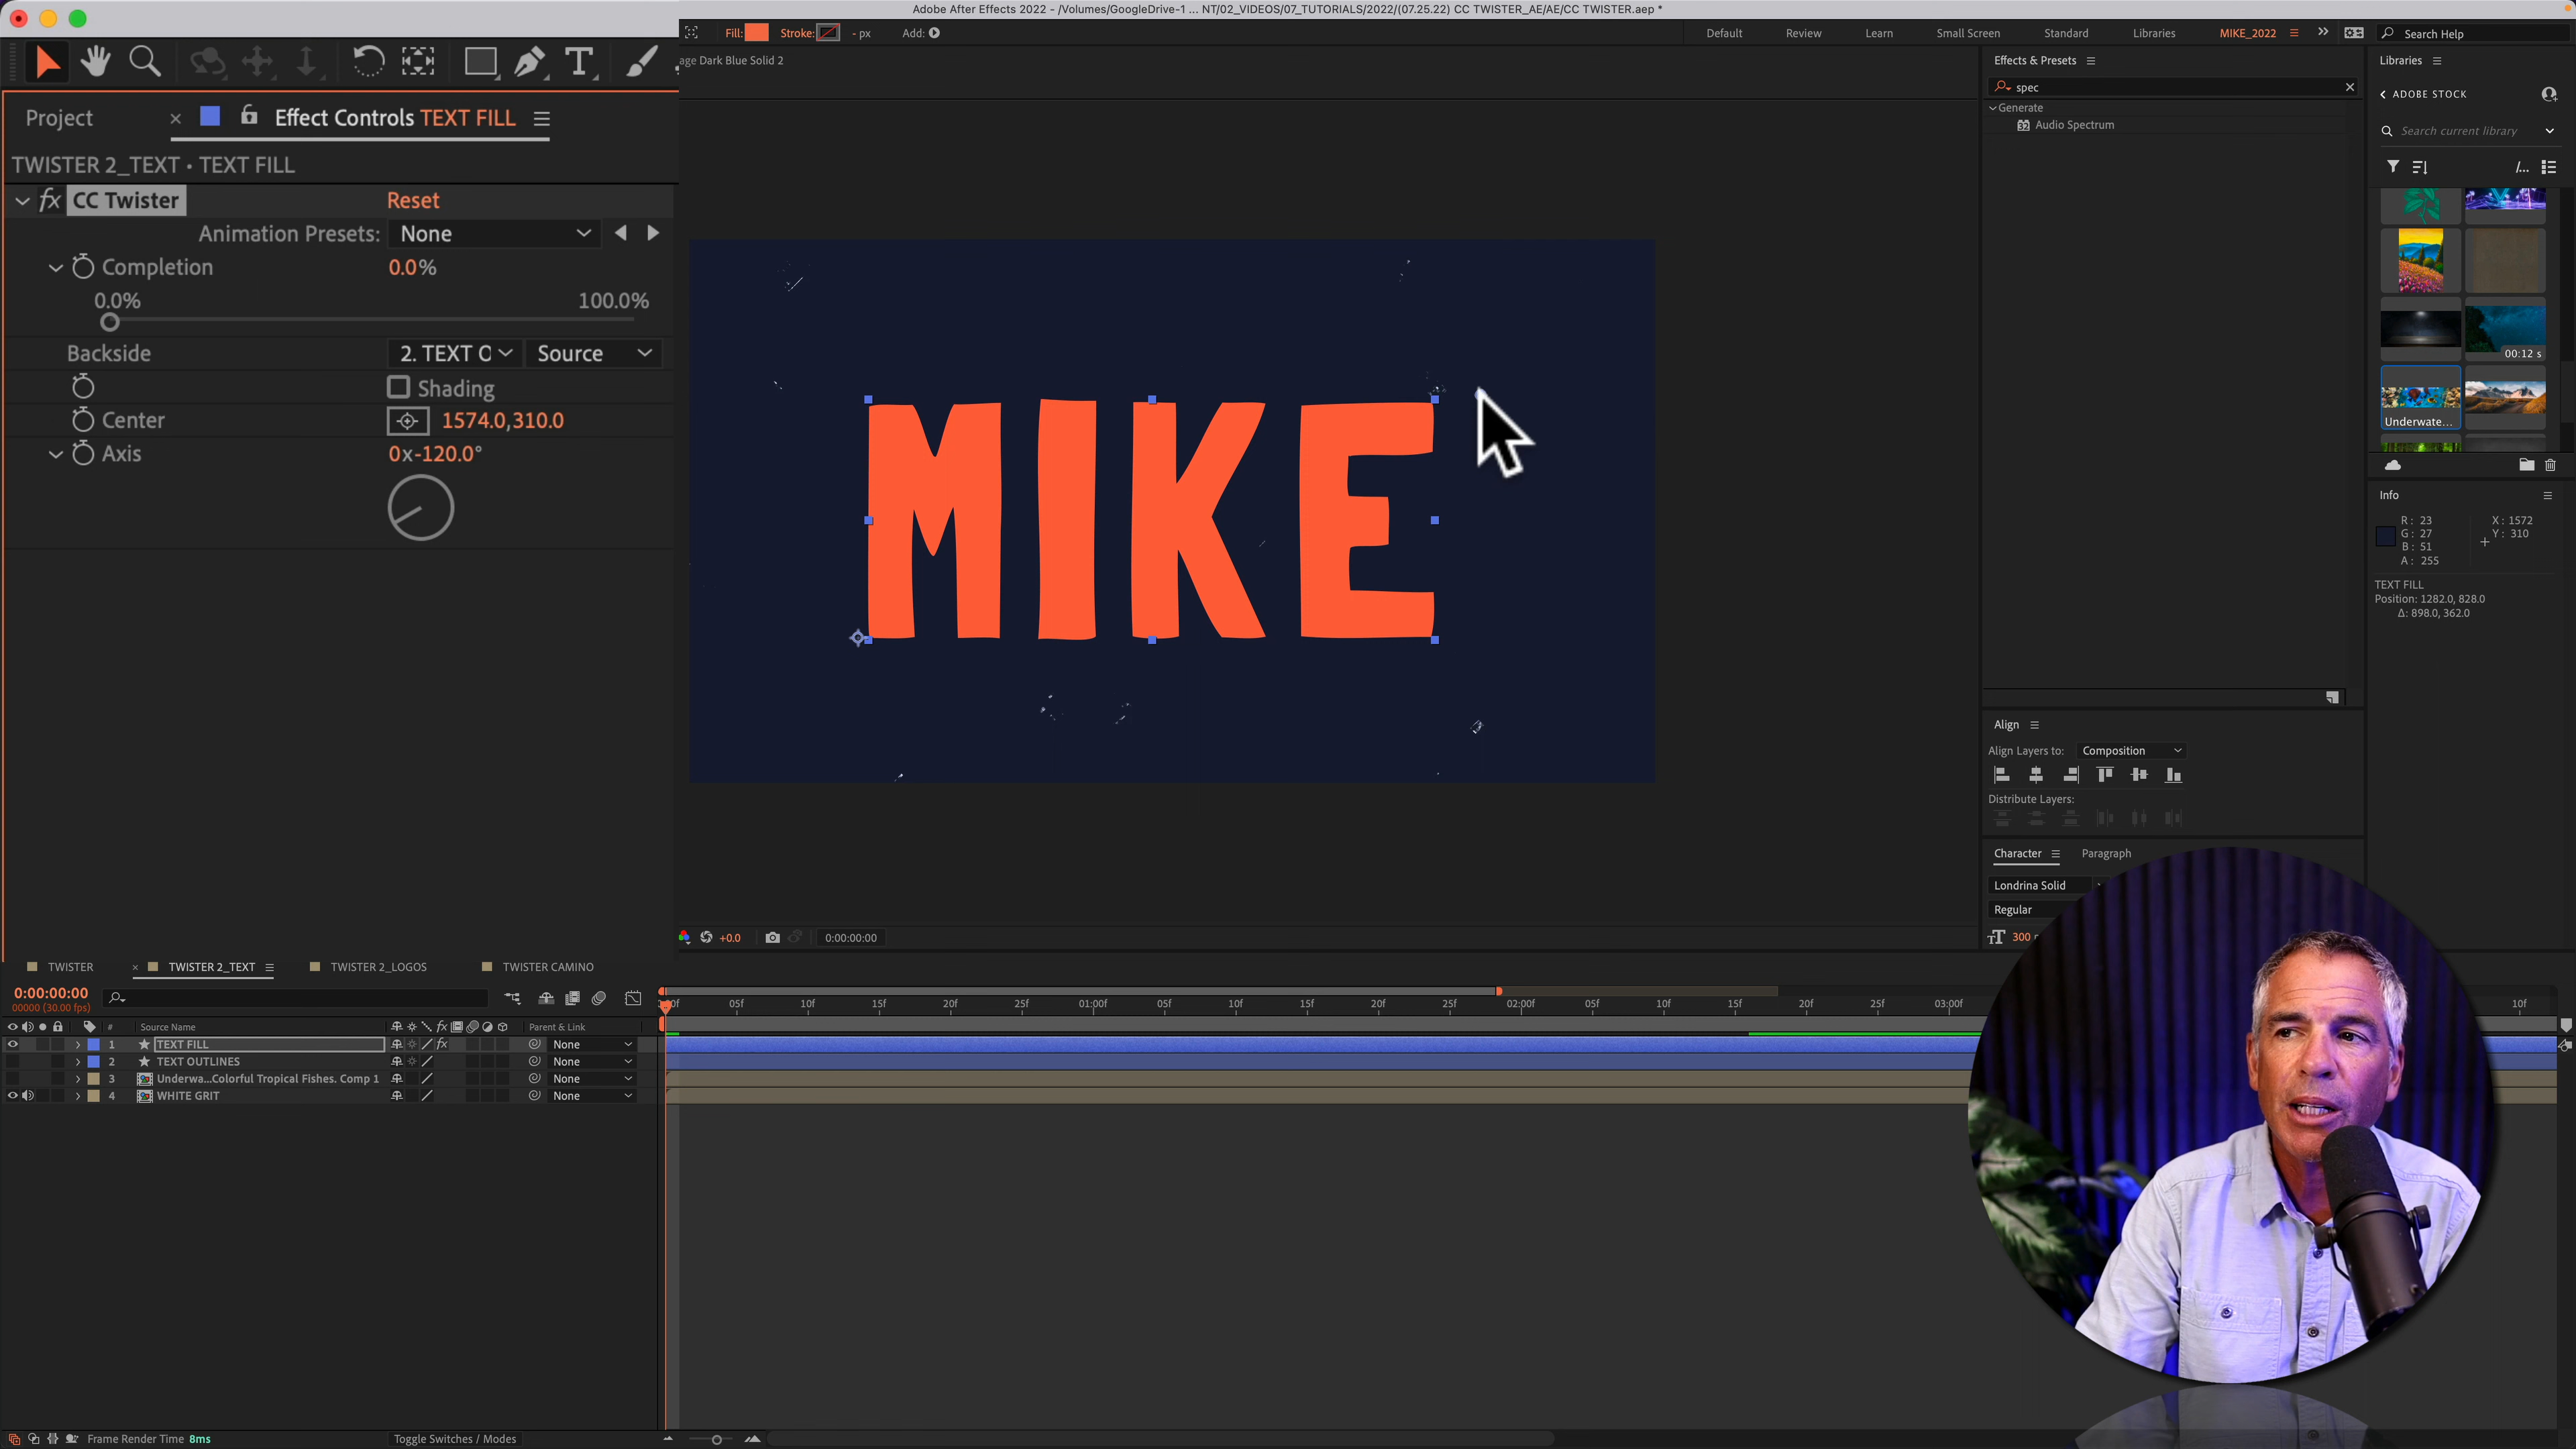 Adobe After Effects 2022 - /Volumes/GoogleDrive-1 ... NT/02_VIDEOS/07_TUTORIALS/2022/(07.25.22) CC TWISTER_AE/AE/CC TWISTER.aep *
Fill: Stroke: - px Add:
Default Review Learn Small Screen Standard Libraries MIKE_2022 Search Help
age Dark Blue Solid 2
Project Effect Controls TEXT FILL
TWISTER 2_TEXT • TEXT FILL
fx CC Twister Reset
Animation Presets: None
Completion 0.0%
0.0% 100.0%
Backside 2. TEXT O Source
Shading
Center 1574.0,310.0
Axis 0x-120.0°
MIKE
Effects & Presets
spec
Generate
32 Audio Spectrum
Libraries
ADOBE STOCK
Search current library
/...
00:12 s
Underwate...
Info
R: 23 X: 1572
G: 27 Y: 310
B: 51
A: 255
TEXT FILL
Position: 1282.0, 828.0
Δ: 898.0, 362.0
Align
Align Layers to: Composition
Distribute Layers:
Character Paragraph
Londrina Solid
Regular
300
+0.0 0:00:00:00
TWISTER TWISTER 2_TEXT TWISTER 2_LOGOS TWISTER CAMINO
0:00:00:00
00000 (30.00 fps)
05f 10f 15f 20f 25f 01:00f 05f 10f 15f 20f 25f 02:00f 05f 10f 15f 20f 25f 03:00f 10f
# Source Name fx Parent & Link
1 TEXT FILL fx None
2 TEXT OUTLINES None
3 Underwa...Colorful Tropical Fishes. Comp 1 None
4 WHITE GRIT None
Frame Render Time 8ms Toggle Switches / Modes